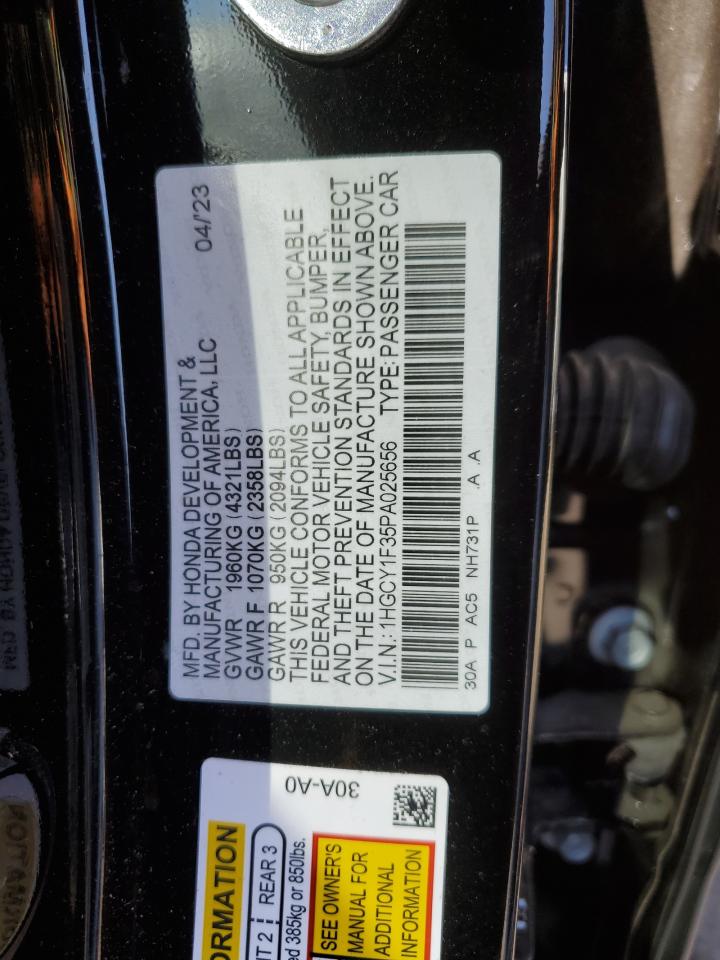 MFD. BY HONDA DEVELOPMENT &
MANUFACTURING OF AMERICA, LLC 04/'23
GVWR 1960KG (4321LBS)
GAWR F 1070KG (2358LBS)
GAWR R 950KG (2094LBS)
THIS VEHICLE CONFORMS TO ALL APPLICABLE
FEDERAL MOTOR VEHICLE SAFETY, BUMPER,
AND THEFT PREVENTION STANDARDS IN EFFECT
ON THE DATE OF MANUFACTURE SHOWN ABOVE.
V.I.N.: 1HGCY1F35PA025656 TYPE: PASSENGER CAR
30A P AC5 NH731P .A .A
REAR 3
385kg or 850lbs.
SEE OWNER'S
MANUAL FOR
ADDITIONAL
INFORMATION
30A-A0